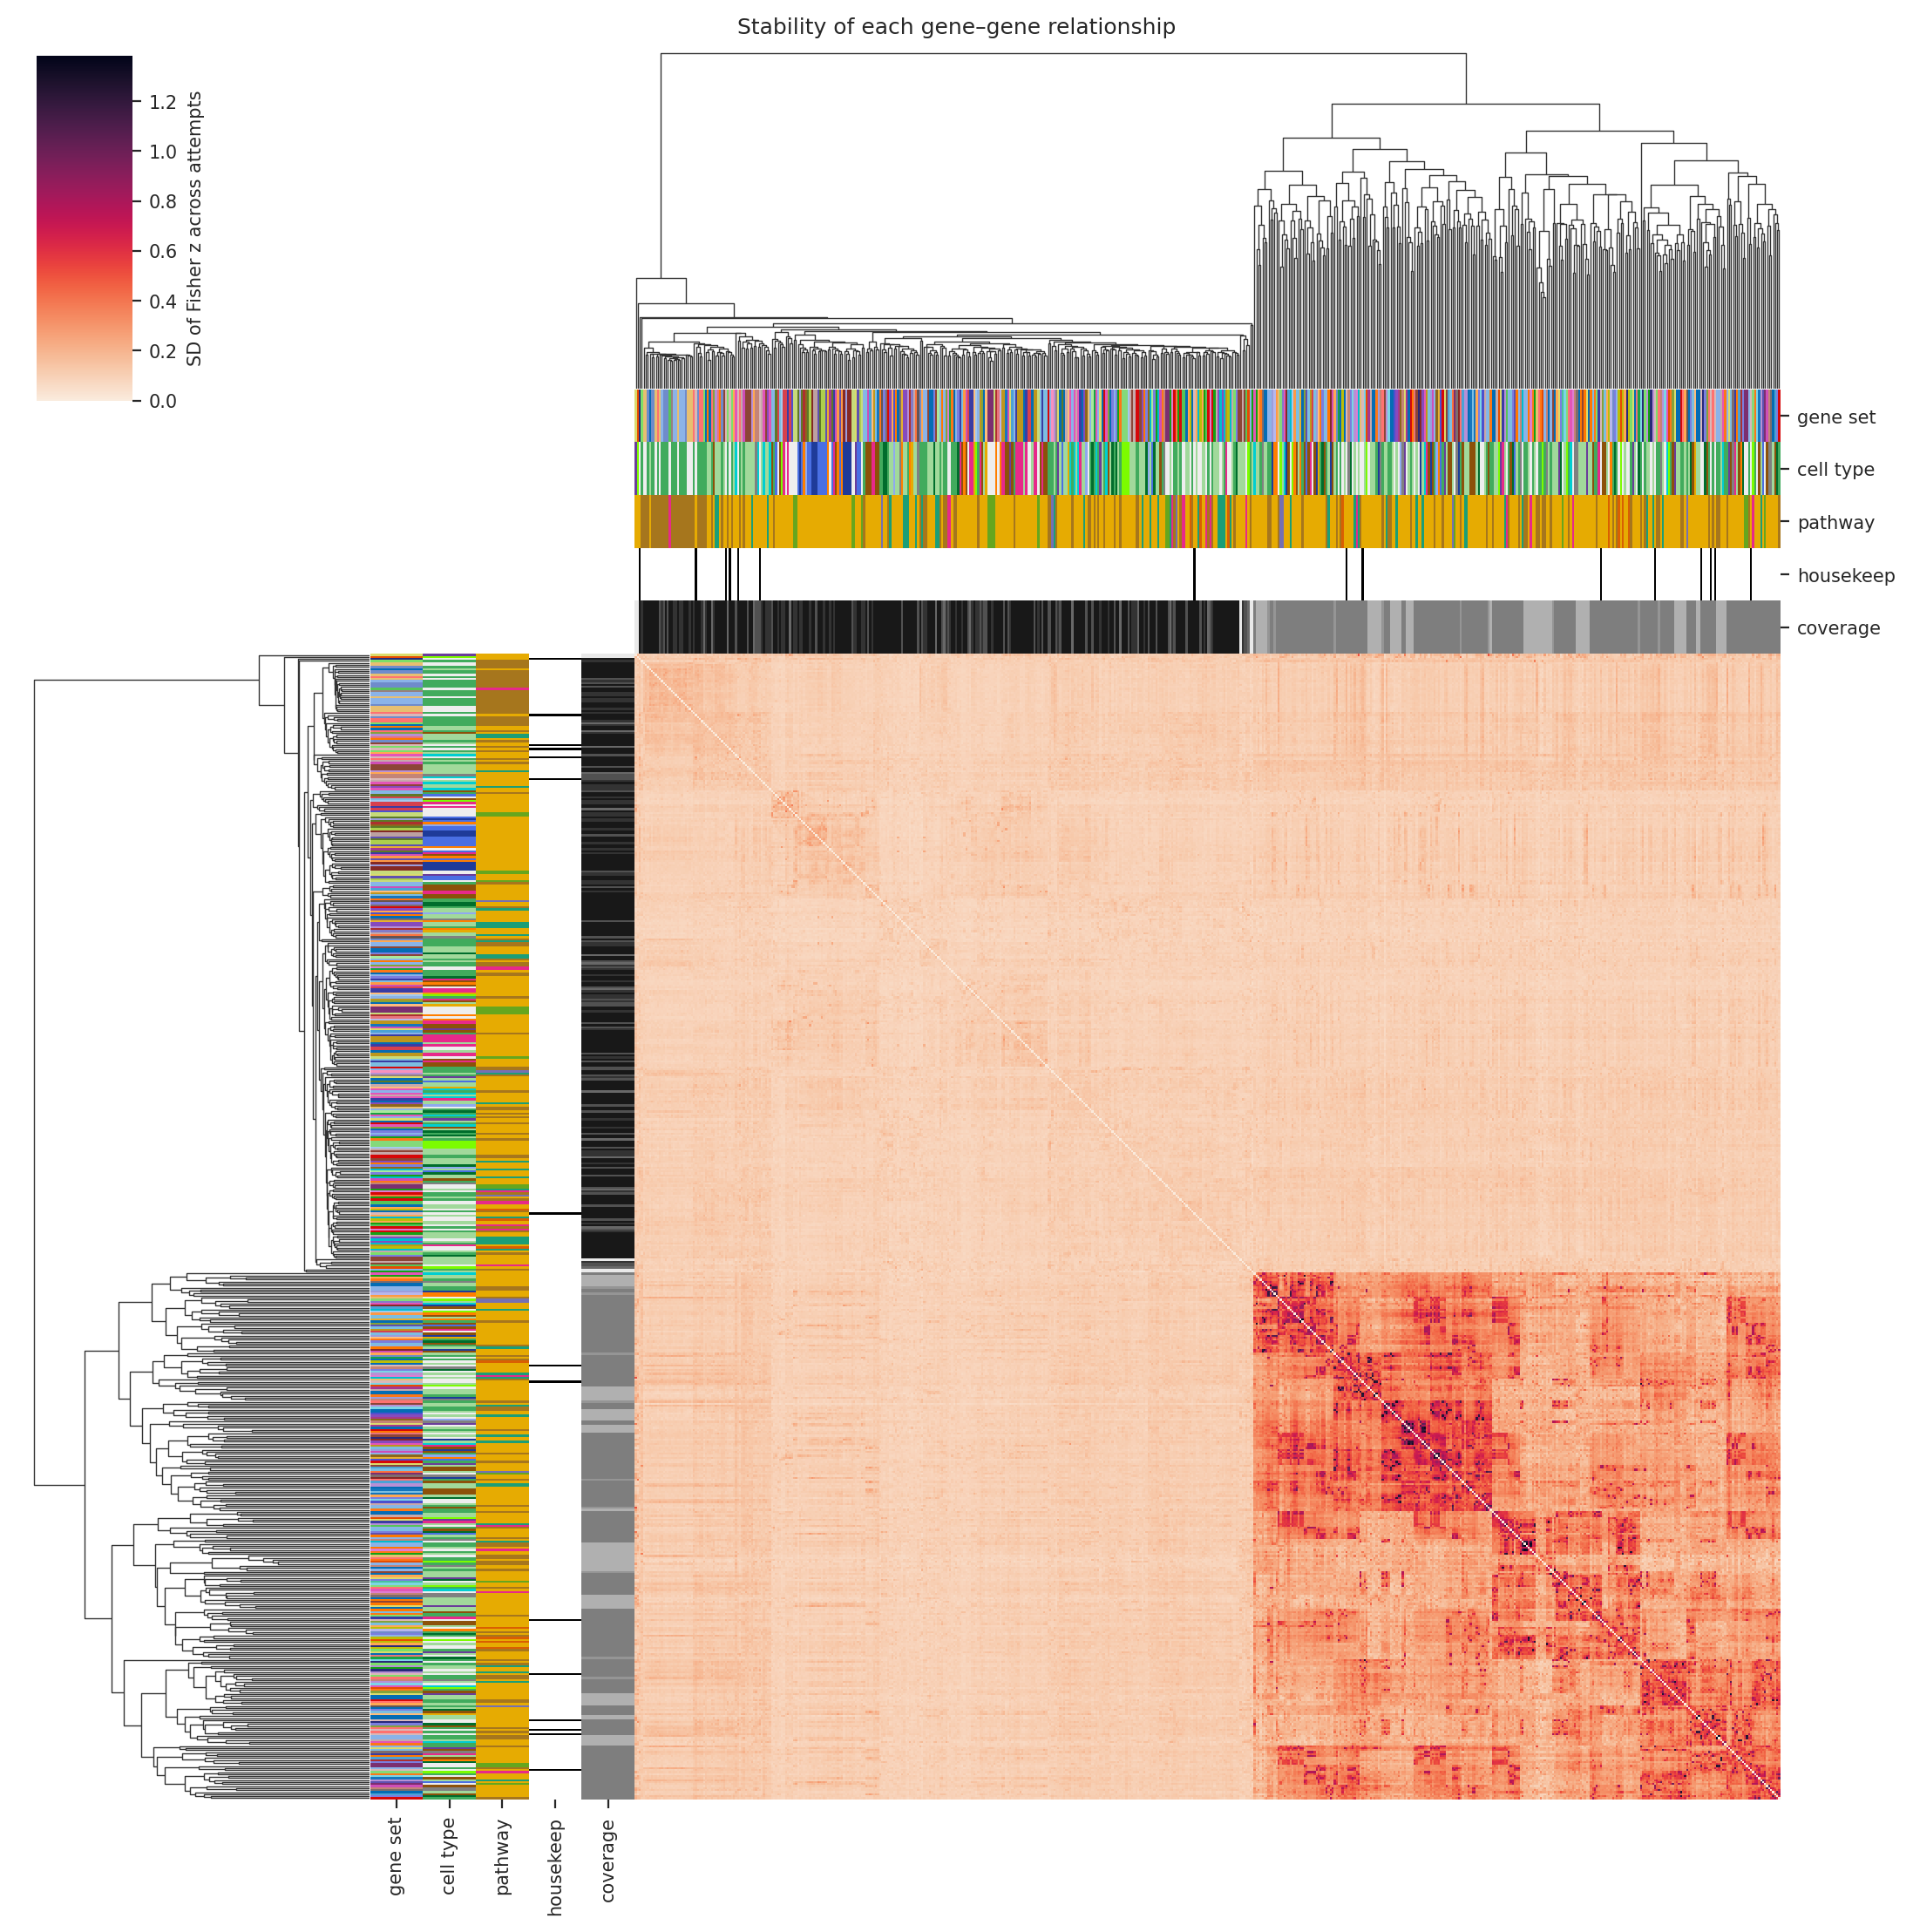 Stability of each gene–gene relationship
1.2
1.0
0.8
0.6
0.4
0.2
0.0
SD of Fisher z across attempts
gene set
cell type
pathway
housekeep
coverage
gene set
cell type
pathway
housekeep
coverage